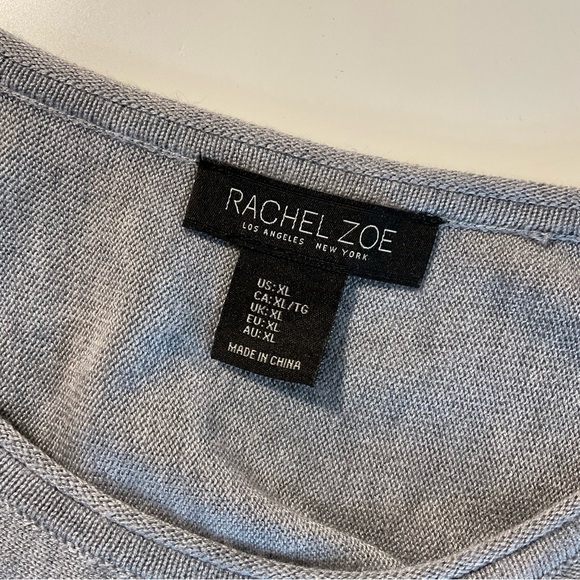 RACHEL ZOE
LOS ANGELES NEW YORK
US: XL
CA: XL/TG
UK: XL
EU: XL
AU: XL
MADE IN CHINA